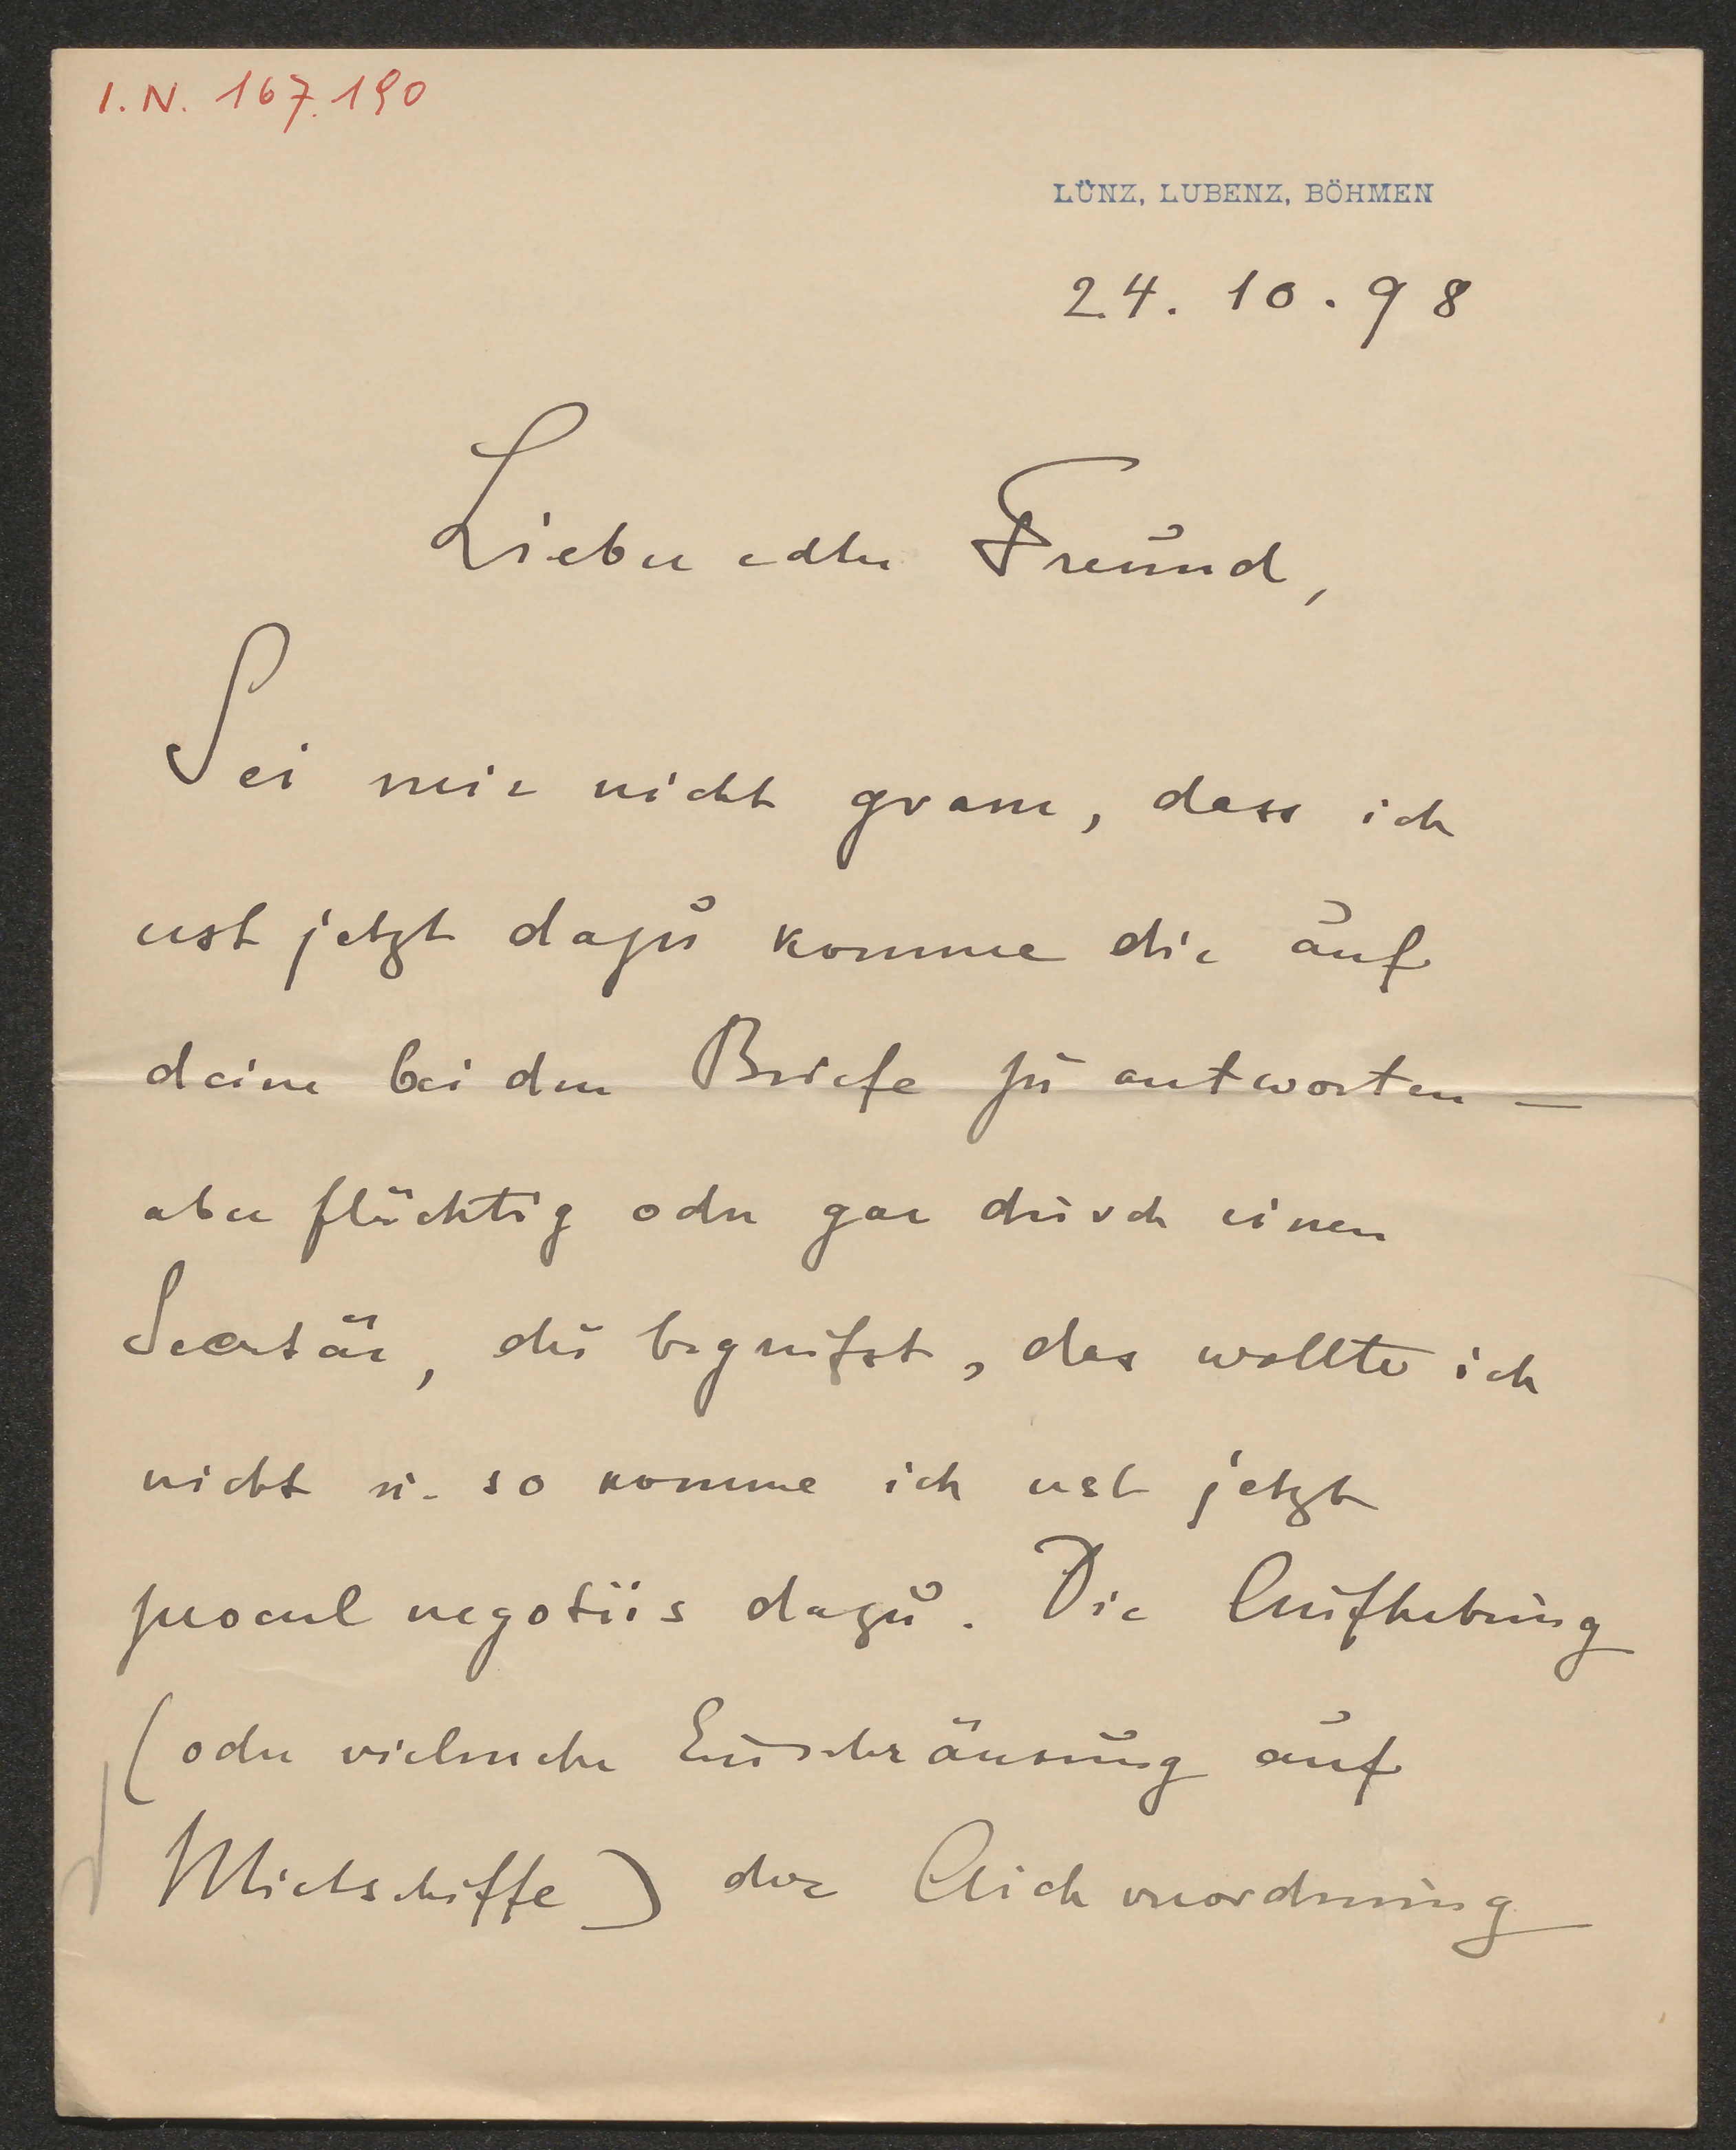 I.N. 167.190
LÜNZ, LUBENZ, BÖHMEN
24. 10. 98
Lieber edler Freund,
Sei mir nicht gram, dass ich
erst jetzt dazu komme dir auf
deine beiden Briefe zu antworten –
aber flüchtig oder gar durch einen
Secretär, du begreifst, das wollte ich
nicht u. so komme ich erst jetzt
procul negotiis dazu. Die Aufhebung
(oder vielmehr Einschränkung auf
Mietschiffe) der Aichverordnung